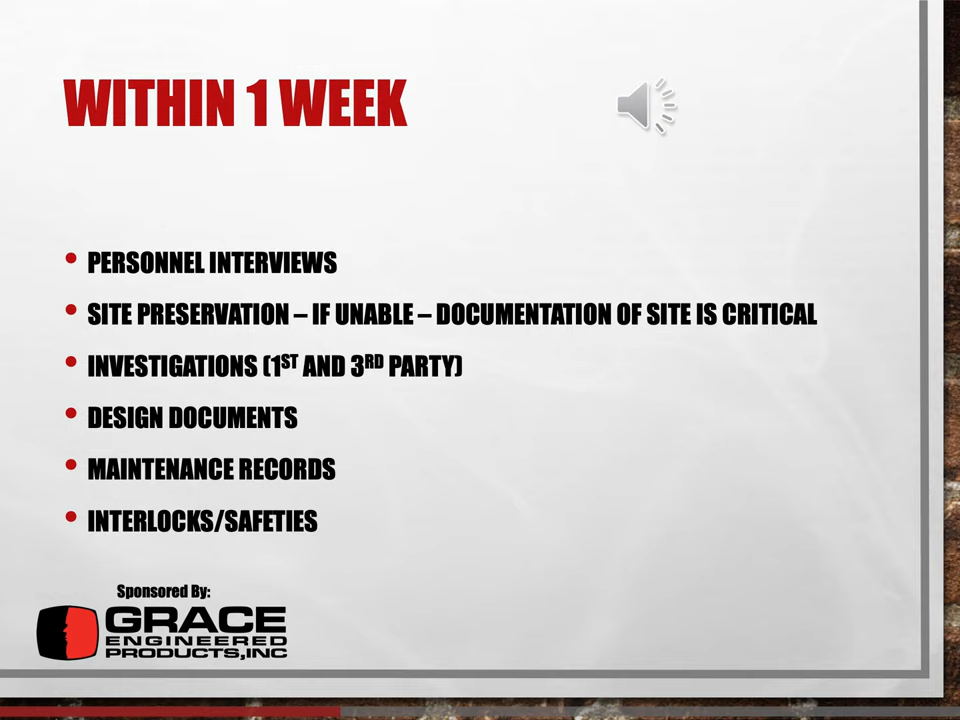 WITHIN 1 WEEK
• PERSONNEL INTERVIEWS
• SITE PRESERVATION – IF UNABLE – DOCUMENTATION OF SITE IS CRITICAL
• INVESTIGATIONS (1ST AND 3RD PARTY)
• DESIGN DOCUMENTS
• MAINTENANCE RECORDS
• INTERLOCKS/SAFETIES
Sponsored By:
GRACE
ENGINEERED
PRODUCTS,INC